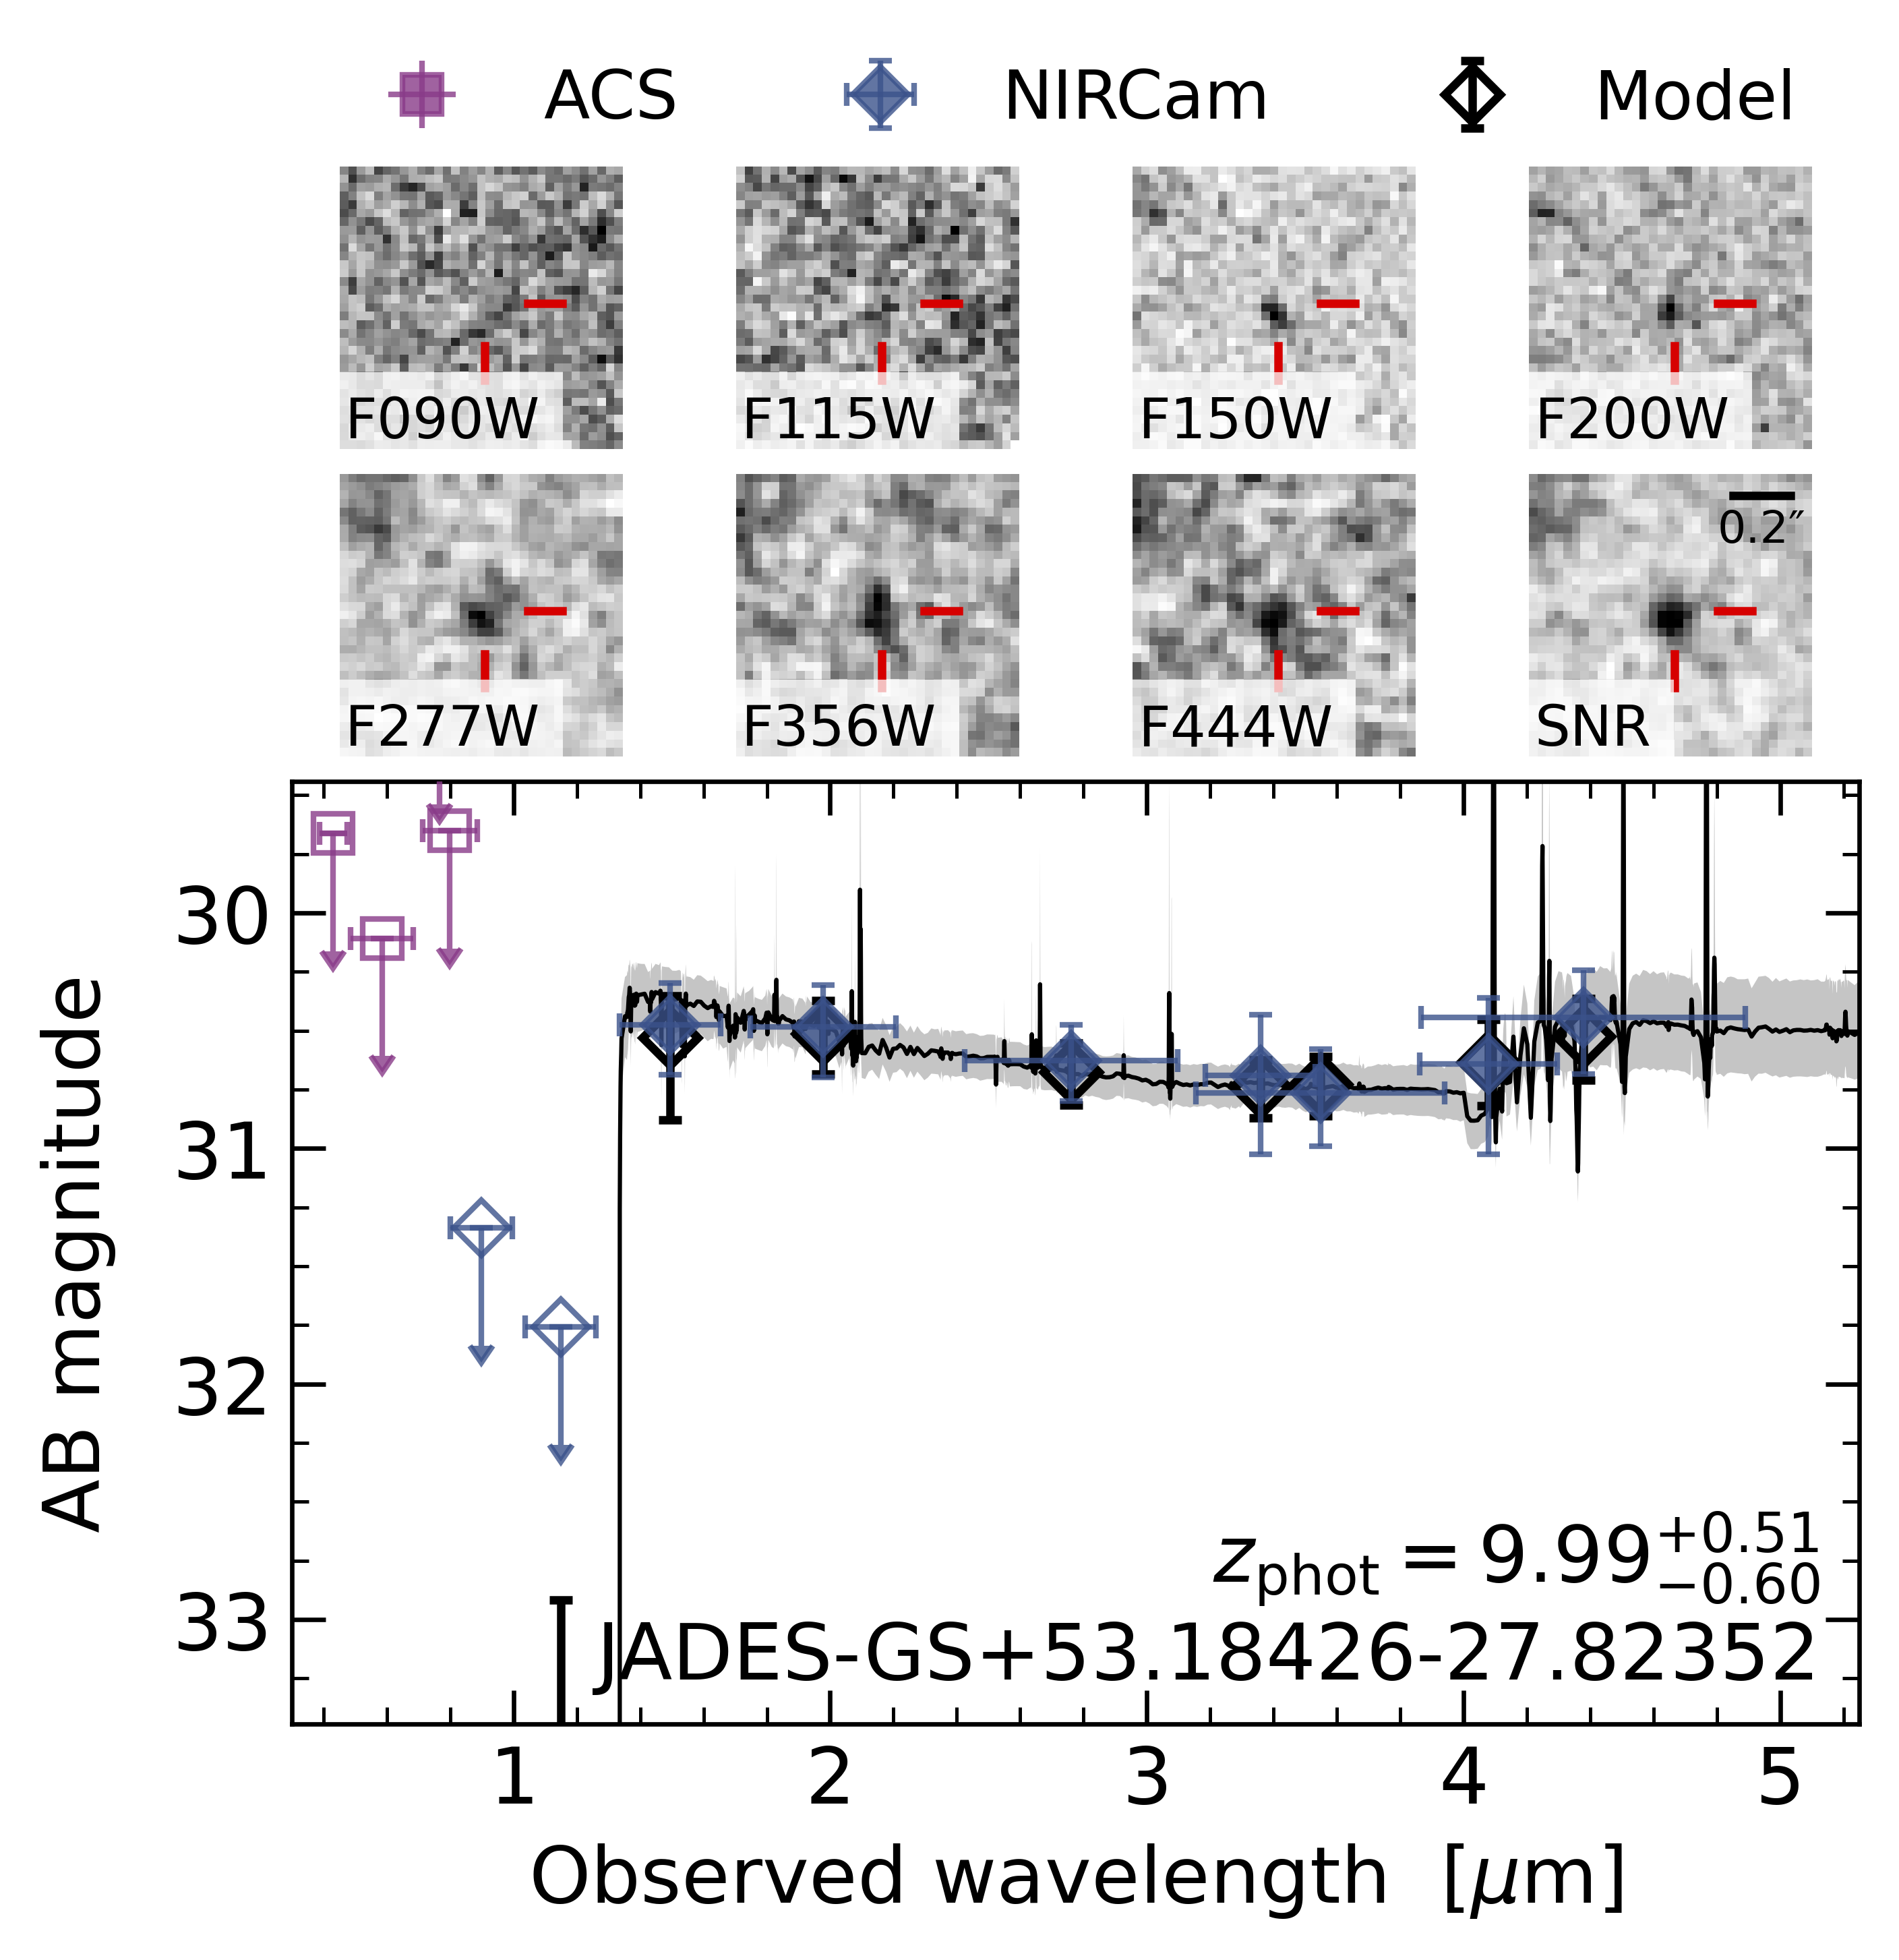 ACS NIRCam Model
F090W F115W F150W F200W
0.2″
F277W F356W F444W SNR
30
31
32
33
AB magnitude
z_phot = 9.99 +0.51 −0.60
JADES-GS+53.18426-27.82352
1 2 3 4 5
Observed wavelength [μm]